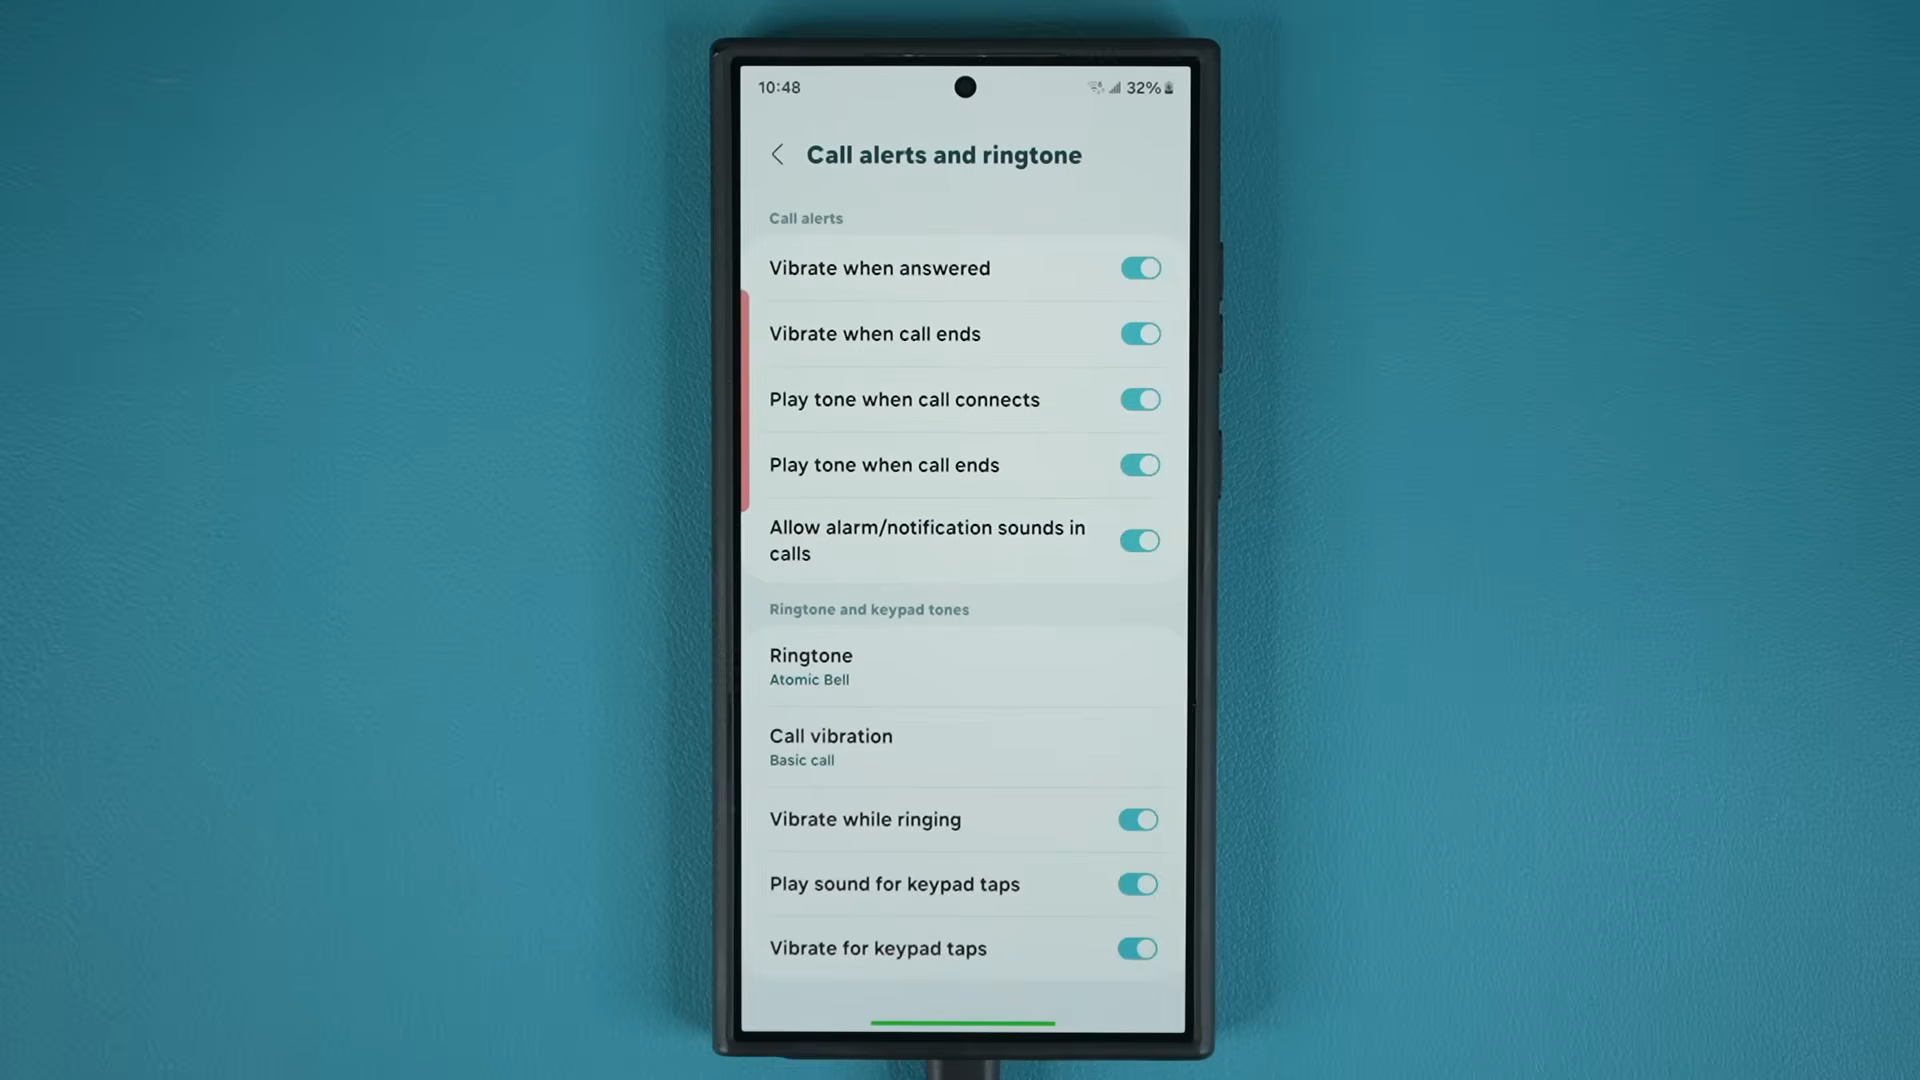 10:48
32%
Call alerts and ringtone
Call alerts
Vibrate when answered
Vibrate when call ends
Play tone when call connects
Play tone when call ends
Allow alarm/notification sounds in
calls
Ringtone and keypad tones
Ringtone
Atomic Bell
Call vibration
Basic call
Vibrate while ringing
Play sound for keypad taps
Vibrate for keypad taps